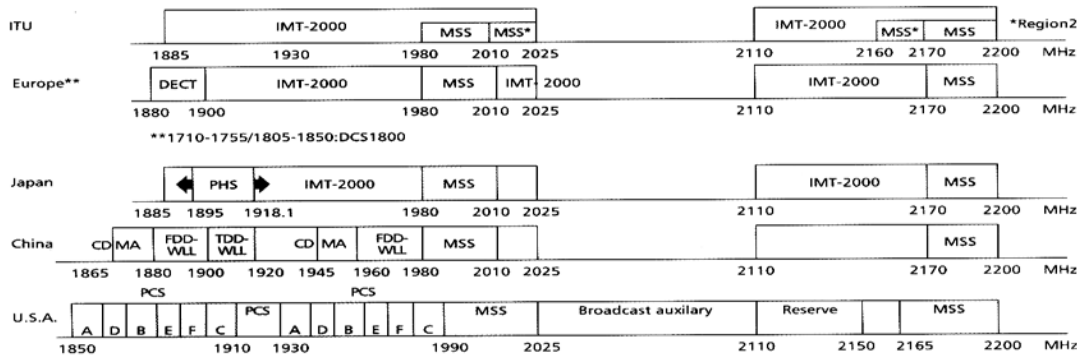 ITU IMT-2000 MSS MSS* IMT-2000 MSS* MSS *Region2
1885 1930 1980 2010 2025 2110 2160 2170 2200 MHz
Europe** DECT IMT-2000 MSS IMT-2000 IMT-2000 MSS
1880 1900 1980 2010 2025 2110 2170 2200 MHz
**1710-1755/1805-1850:DCS1800
Japan PHS IMT-2000 MSS IMT-2000 MSS
1885 1895 1918.1 1980 2010 2025 2110 2170 2200 MHz
China CDMA FDD-WLL TDD-WLL CDMA FDD-WLL MSS MSS
1865 1880 1900 1920 1945 1960 1980 2010 2025 2110 2170 2200 MHz
PCS PCS
U.S.A. A D B E F C PCS A D B E F C MSS Broadcast auxilary Reserve MSS
1850 1910 1930 1990 2025 2110 2150 2165 2200 MHz